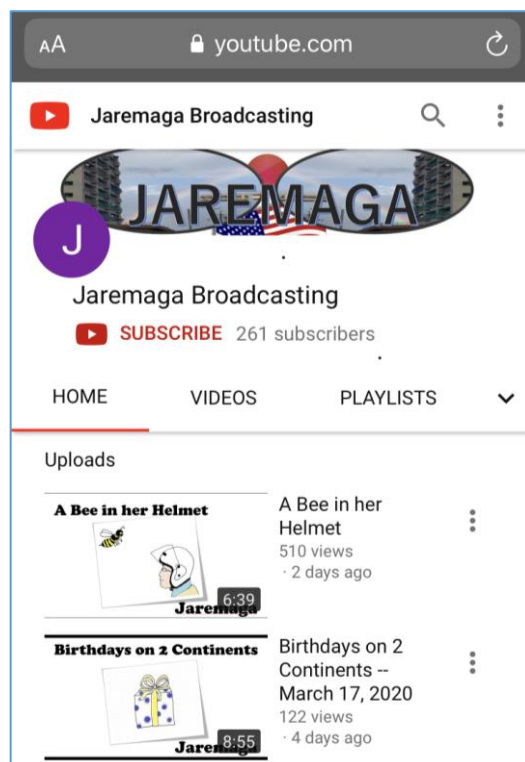 AA youtube.com
Jaremaga Broadcasting
JAREMAGA
J
Jaremaga Broadcasting
SUBSCRIBE 261 subscribers
HOME VIDEOS PLAYLISTS
Uploads
A Bee in her Helmet
6:39
Jaremaga
A Bee in her
Helmet
510 views
· 2 days ago
Birthdays on 2 Continents
8:55
Jaremaga
Birthdays on 2
Continents --
March 17, 2020
122 views
· 4 days ago